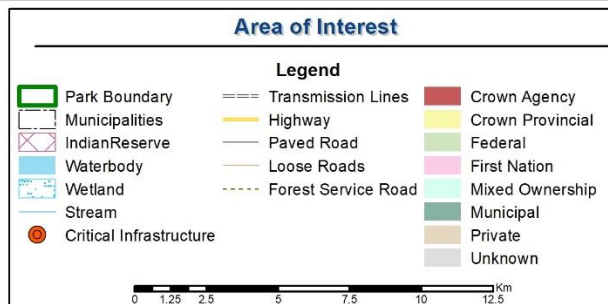 Area of Interest
Legend
Park Boundary
Municipalities
IndianReserve
Waterbody
Wetland
Stream
Critical Infrastructure
Transmission Lines
Highway
Paved Road
Loose Roads
Forest Service Road
Crown Agency
Crown Provincial
Federal
First Nation
Mixed Ownership
Municipal
Private
Unknown
Km
0 1.25 2.5 5 7.5 10 12.5